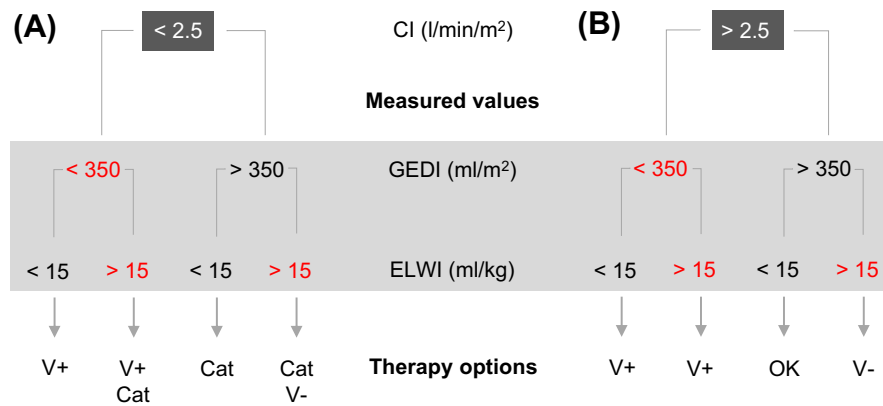 (A) < 2.5 CI (l/min/m²) (B) > 2.5
Measured values
< 350 > 350 GEDI (ml/m²) < 350 > 350
< 15 > 15 < 15 > 15 ELWI (ml/kg) < 15 > 15 < 15 > 15
V+ V+ Cat Cat Therapy options V+ V+ OK V-
Cat V-